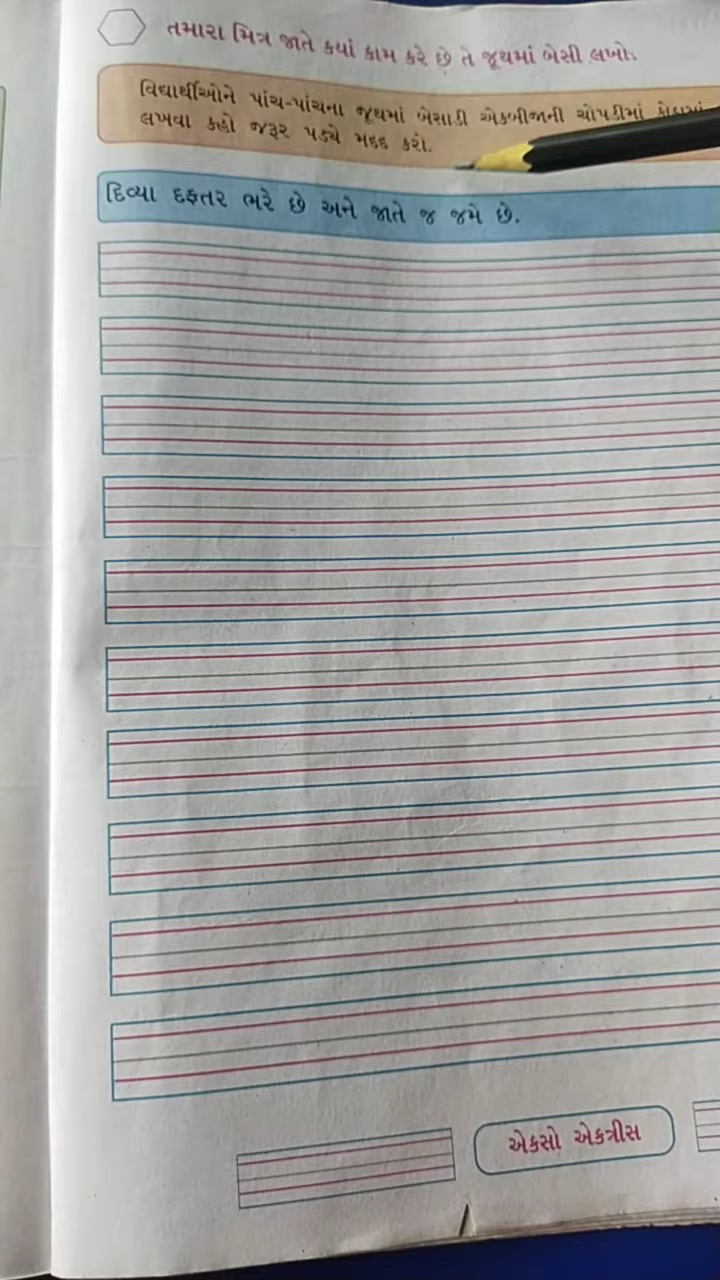 તમારા મિત્ર જાતે કયાં કામ કરે છે તે જૂથમાં બેસી લખો.
વિદ્યાર્થીઓને પાંચ-પાંચના જૂથમાં બેસાડી એકબીજાની ચોપડીમાં
લખવા કહો જરૂર પડ્યે મદદ કરો.
દિવ્યા દફતર ભરે છે અને જાતે જ જમે છે.
એકસો એકત્રીસ